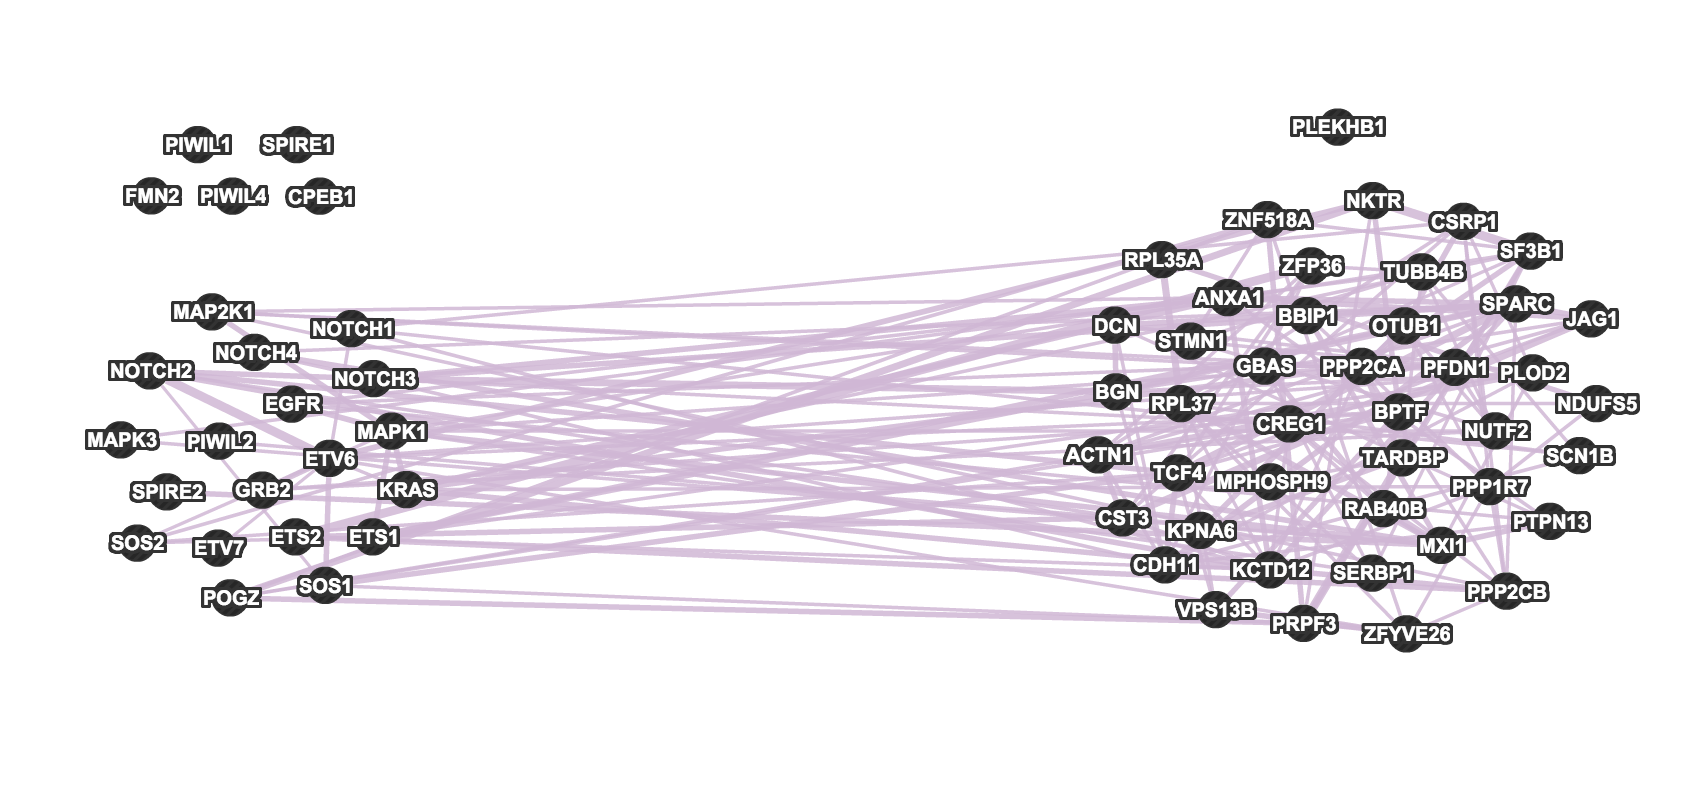 PLEKHB1
PIWIL1
SPIRE1
FMN2
PIWIL4
CPEB1
NKTR
ZNF518A
CSRP1
SF3B1
RPL35A
ZFP36
TUBB4B
ANXA1
SPARC
MAP2K1
NOTCH1
DCN
BBIP1
OTUB1
JAG1
STMN1
NOTCH4
NOTCH2
NOTCH3
GBAS
PPP2CA
PFDN1
PLOD2
BGN
EGFR
RPL37
BPTF
NDUFS5
CREG1
MAPK1
NUTF2
MAPK3
PIWIL2
ETV6
ACTN1
TARDBP
SCN1B
TCF4
MPHOSPH9
PPP1R7
SPIRE2
GRB2
KRAS
RAB40B
CST3
PTPN13
KPNA6
SOS2
ETV7
ETS2
ETS1
MXI1
CDH11
KCTD12
SERBP1
POGZ
SOS1
PPP2CB
VPS13B
PRPF3
ZFYVE26